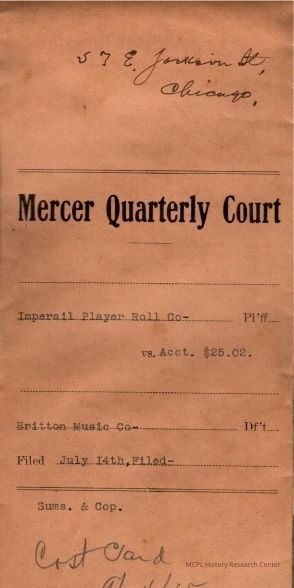 57 E. Jackson St,
Chicago,
Mercer Quarterly Court
Imperail Player Roll Co- Pl'ff
vs. Acct. $25.02.
Britton Music Co- Df't
Filed July 14th,Filed-
Sums. & Cop.
MCPL History Research Center
Cost Paid